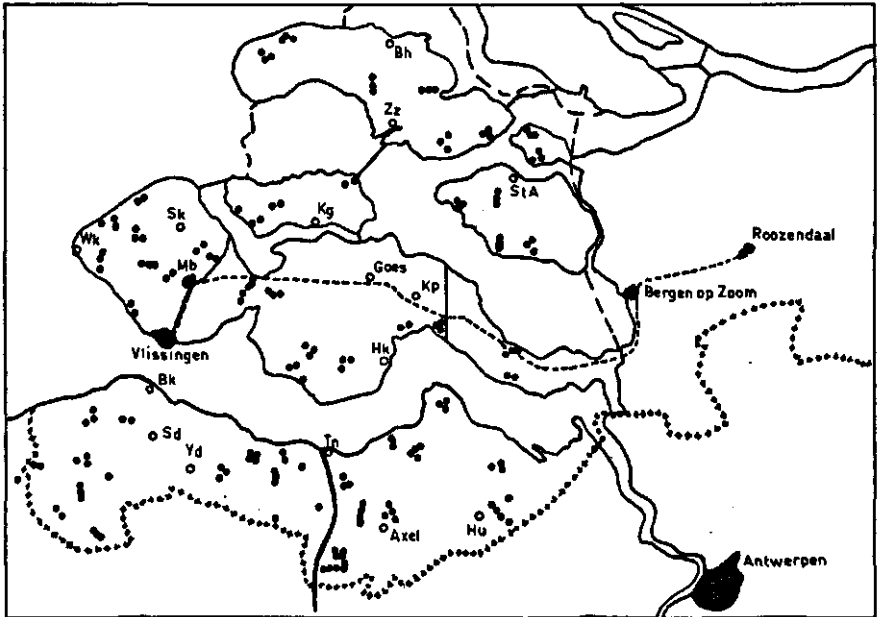 Bh
Zz
StA
Sk
Kg
Wk
Roozendaal
Mb
Goes
Kp
Bergen op Zoom
Vlissingen
Hk
Bk
Sd
Tn
Yd
Axel
Hu
Antwerpen